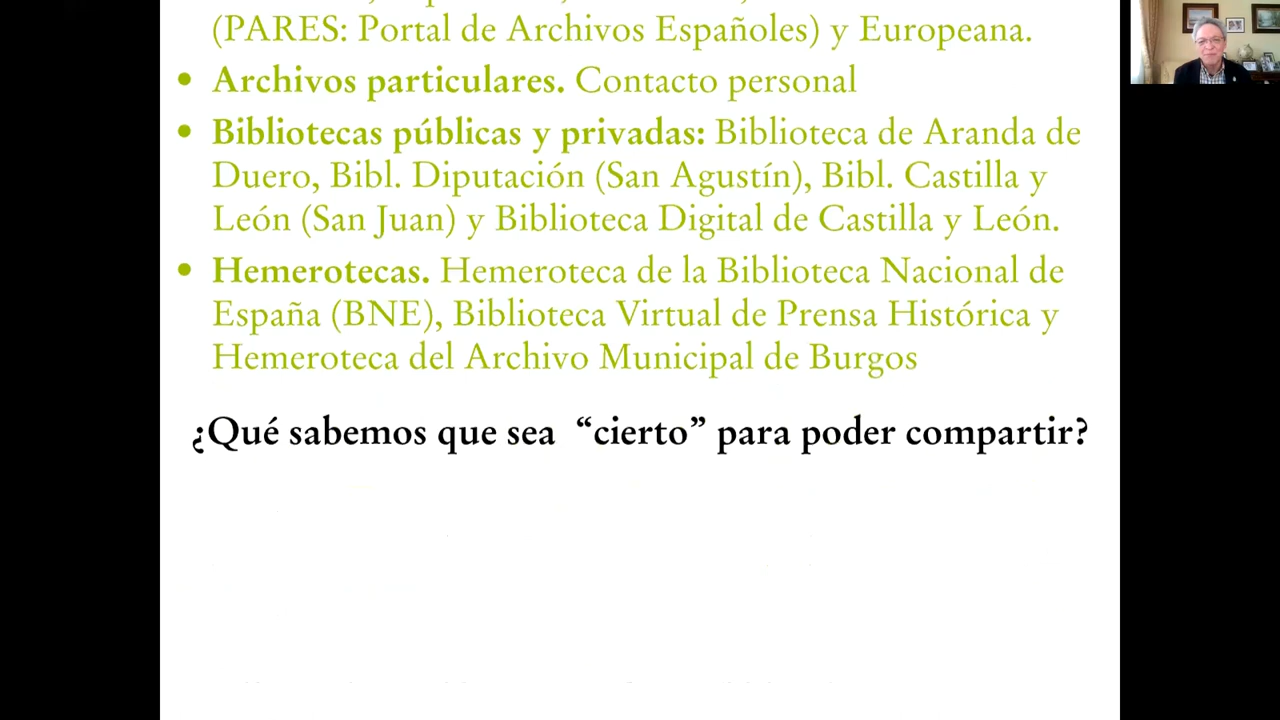 (PARES: Portal de Archivos Españoles) y Europeana.
• Archivos particulares. Contacto personal
• Bibliotecas públicas y privadas: Biblioteca de Aranda de
Duero, Bibl. Diputación (San Agustín), Bibl. Castilla y
León (San Juan) y Biblioteca Digital de Castilla y León.
• Hemerotecas. Hemeroteca de la Biblioteca Nacional de
España (BNE), Biblioteca Virtual de Prensa Histórica y
Hemeroteca del Archivo Municipal de Burgos
¿Qué sabemos que sea “cierto” para poder compartir?